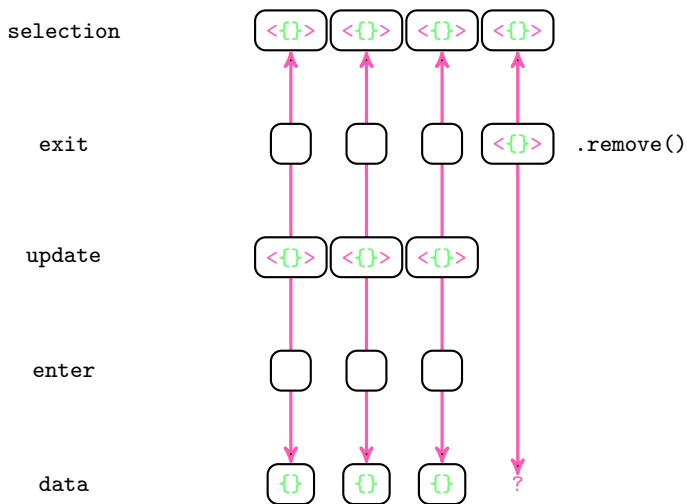 selection <{}> <{}> <{}> <{}>
exit <{}> .remove()
update <{}> <{}> <{}>
enter
data {} {} {} ?